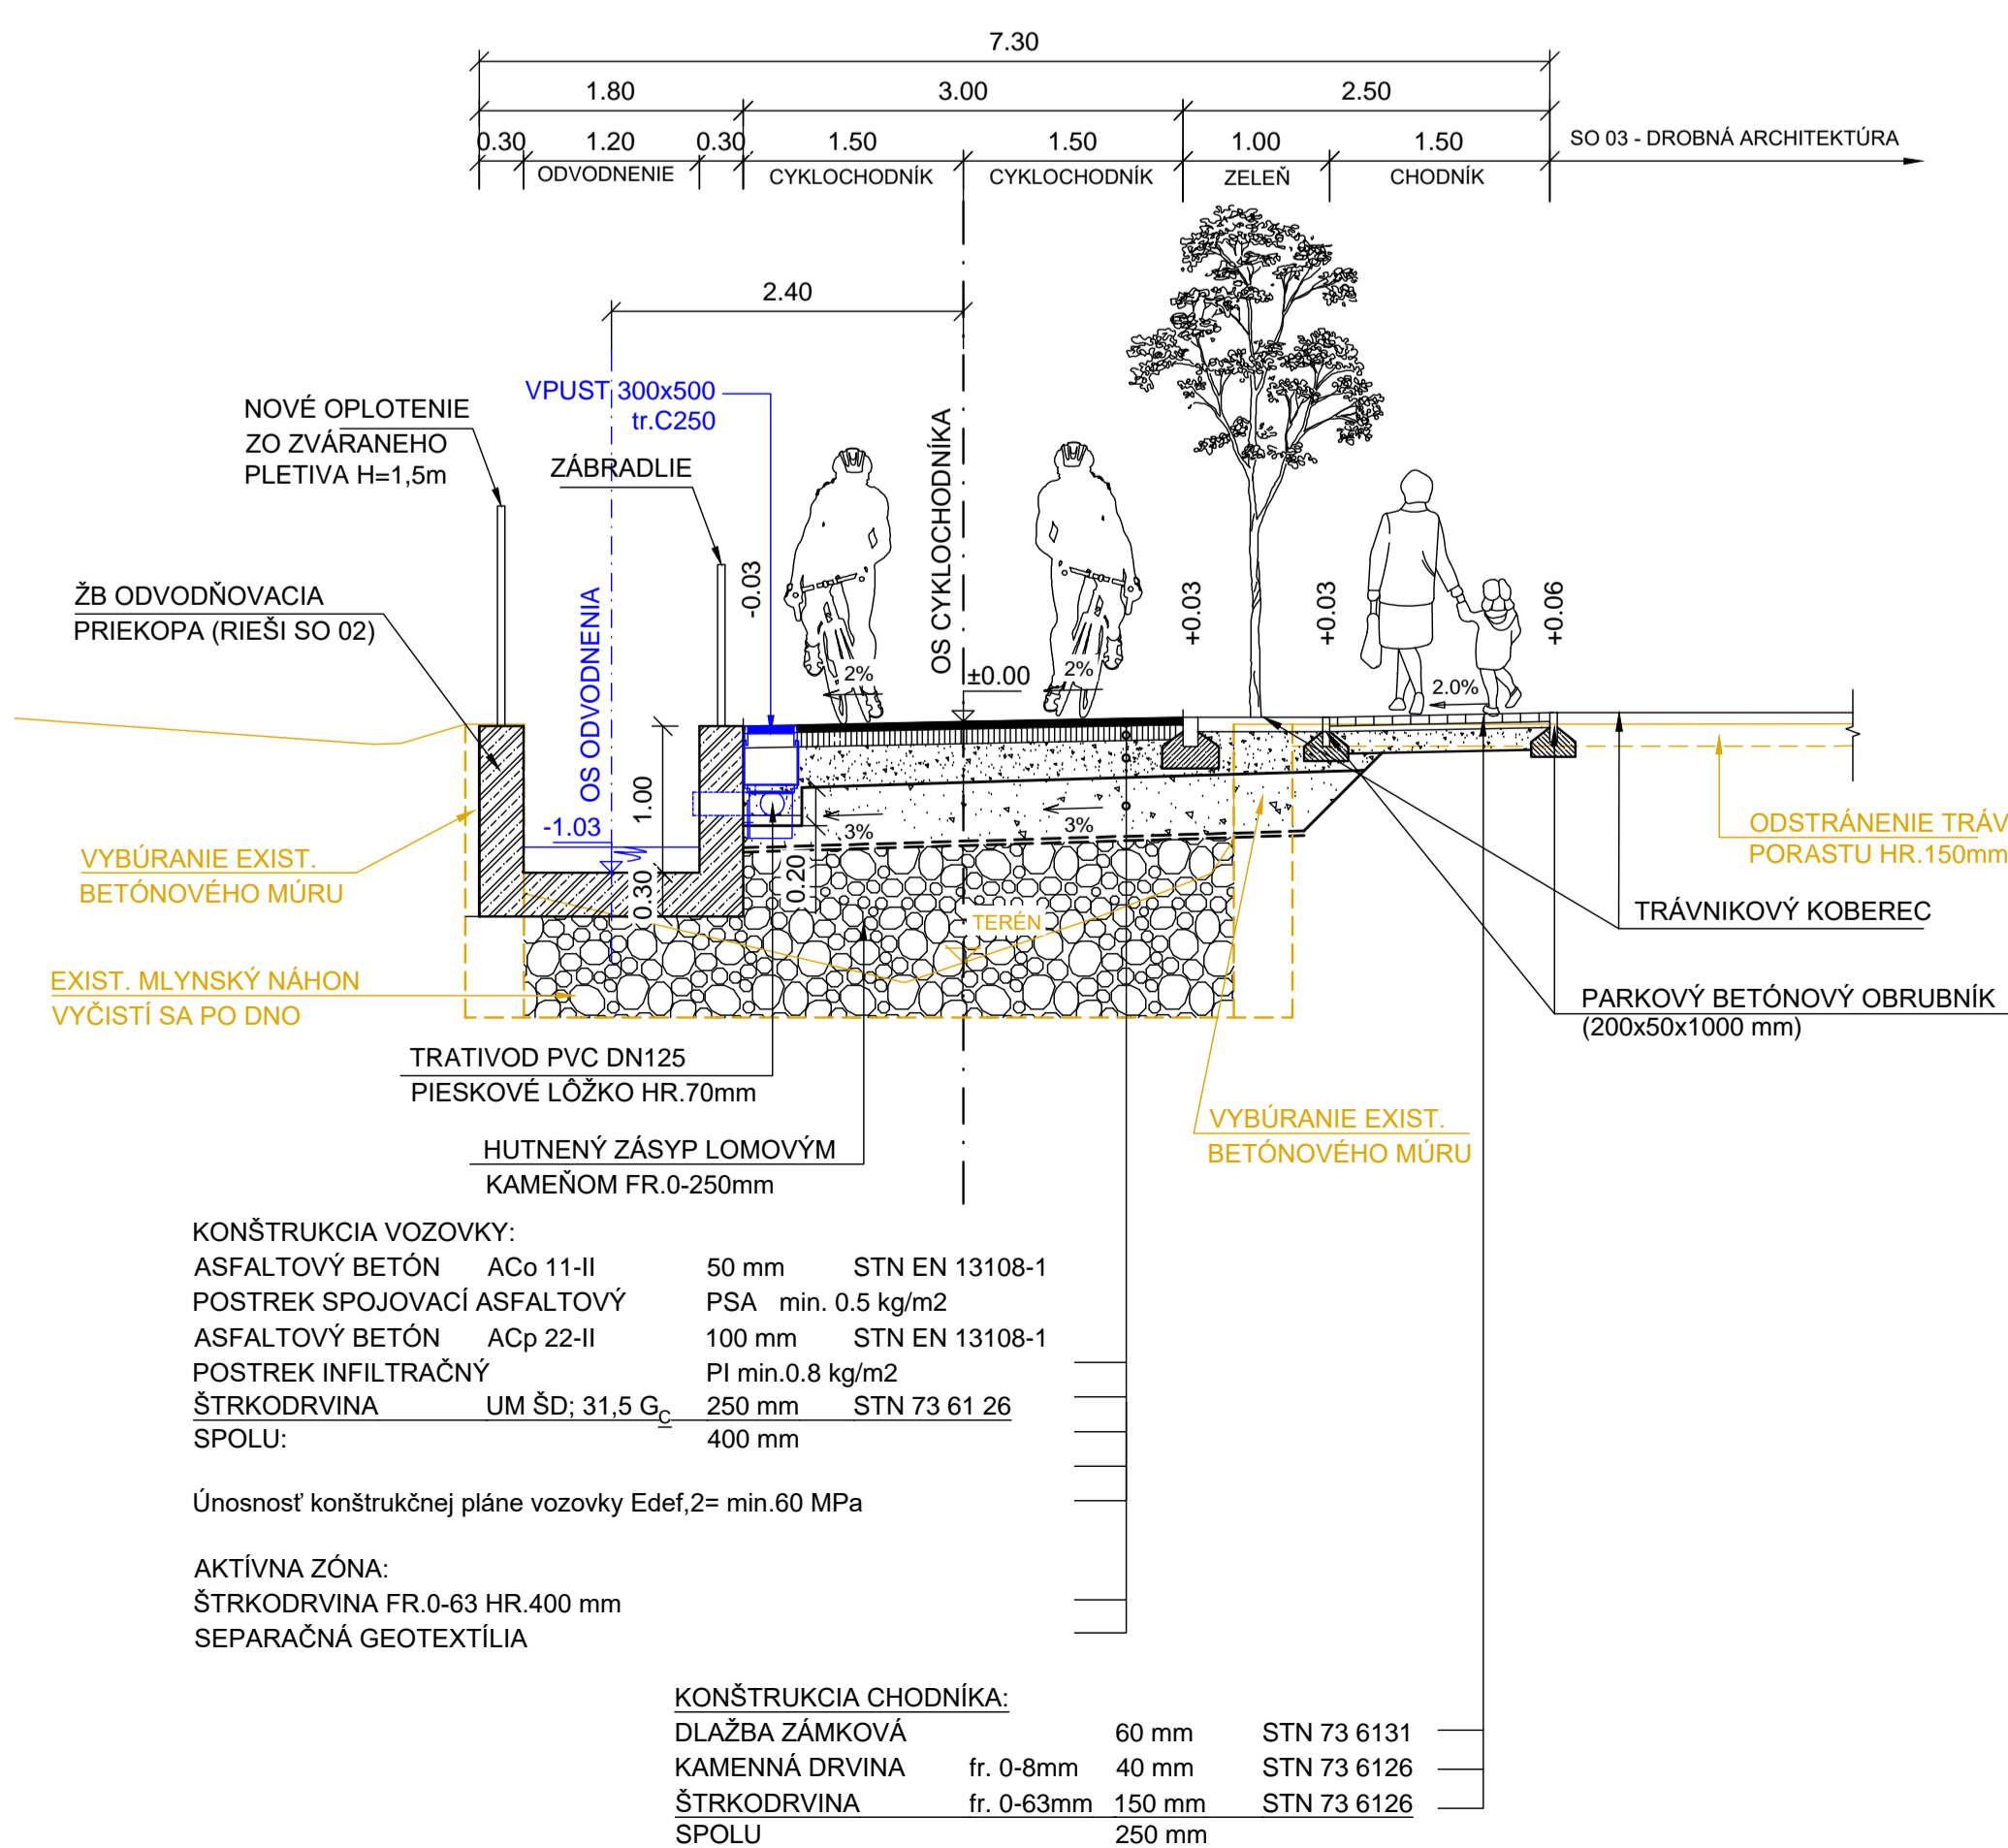 7.30
1.80 3.00 2.50
0.30 1.20 0.30 1.50 1.50 1.00 1.50 SO 03 - DROBNÁ ARCHITEKTÚRA
ODVODNENIE CYKLOCHODNÍK CYKLOCHODNÍK ZELEŇ CHODNÍK
2.40
VPUST 300x500
tr.C250
NOVÉ OPLOTENIE
ZO ZVÁRANEHO
PLETIVA H=1,5m
ZÁBRADLIE
OS CYKLOCHODNÍKA
OS ODVODNENIA
ŽB ODVODŇOVACIA
PRIEKOPA (RIEŠI SO 02)
-0.03
+0.03
+0.03
+0.06
±0.00
2%
2%
2.0%
1.00
-1.03
3%
3%
0.30
0.20
TERÉN
VYBÚRANIE EXIST.
BETÓNOVÉHO MÚRU
ODSTRÁNENIE TRÁV
PORASTU HR.150mm
TRÁVNIKOVÝ KOBEREC
EXIST. MLYNSKÝ NÁHON
VYČISTÍ SA PO DNO
PARKOVÝ BETÓNOVÝ OBRUBNÍK
(200x50x1000 mm)
TRATIVOD PVC DN125
PIESKOVÉ LÔŽKO HR.70mm
VYBÚRANIE EXIST.
BETÓNOVÉHO MÚRU
HUTNENÝ ZÁSYP LOMOVÝM
KAMEŇOM FR.0-250mm
KONŠTRUKCIA VOZOVKY:
ASFALTOVÝ BETÓN ACo 11-II 50 mm STN EN 13108-1
POSTREK SPOJOVACÍ ASFALTOVÝ PSA min. 0.5 kg/m2
ASFALTOVÝ BETÓN ACp 22-II 100 mm STN EN 13108-1
POSTREK INFILTRAČNÝ PI min.0.8 kg/m2
ŠTRKODRVINA UM ŠD; 31,5 GC 250 mm STN 73 61 26
SPOLU: 400 mm
Únosnosť konštrukčnej pláne vozovky Edef,2= min.60 MPa
AKTÍVNA ZÓNA:
ŠTRKODRVINA FR.0-63 HR.400 mm
SEPARAČNÁ GEOTEXTÍLIA
KONŠTRUKCIA CHODNÍKA:
DLAŽBA ZÁMKOVÁ 60 mm STN 73 6131
KAMENNÁ DRVINA fr. 0-8mm 40 mm STN 73 6126
ŠTRKODRVINA fr. 0-63mm 150 mm STN 73 6126
SPOLU 250 mm